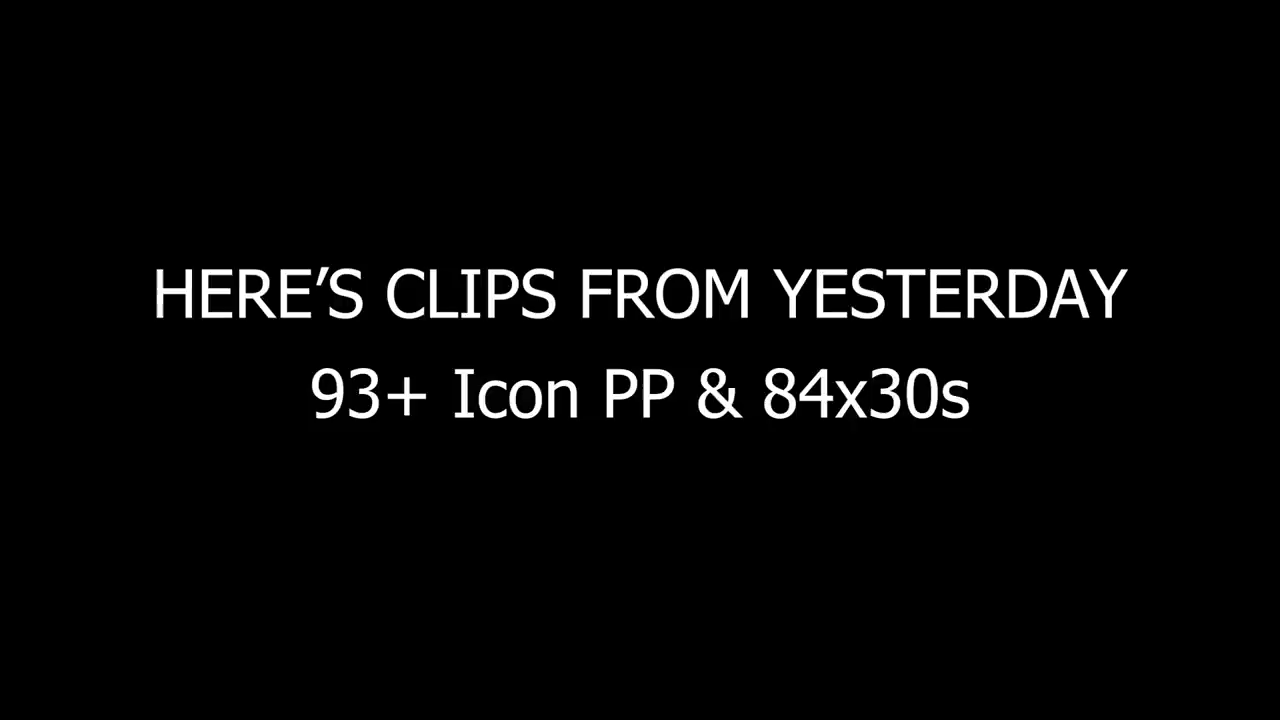 HERE’S CLIPS FROM YESTERDAY
93+ Icon PP & 84x30s